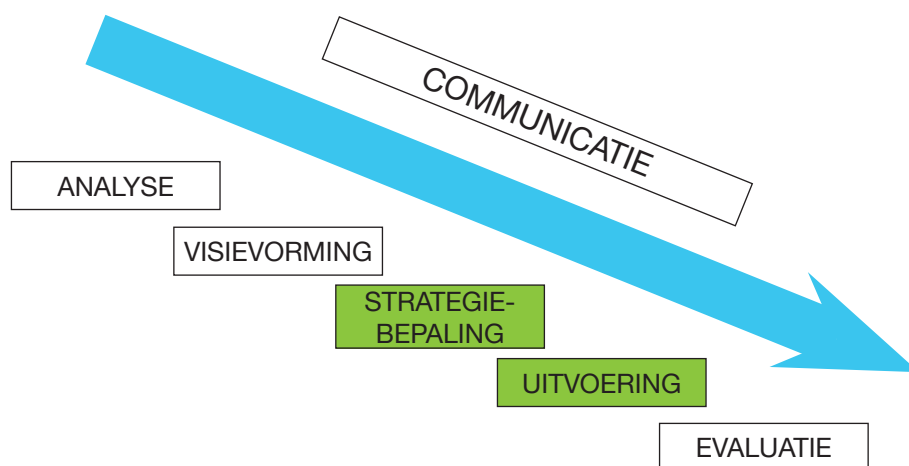 COMMUNICATIE
ANALYSE
VISIEVORMING
STRATEGIE-
BEPALING
UITVOERING
EVALUATIE